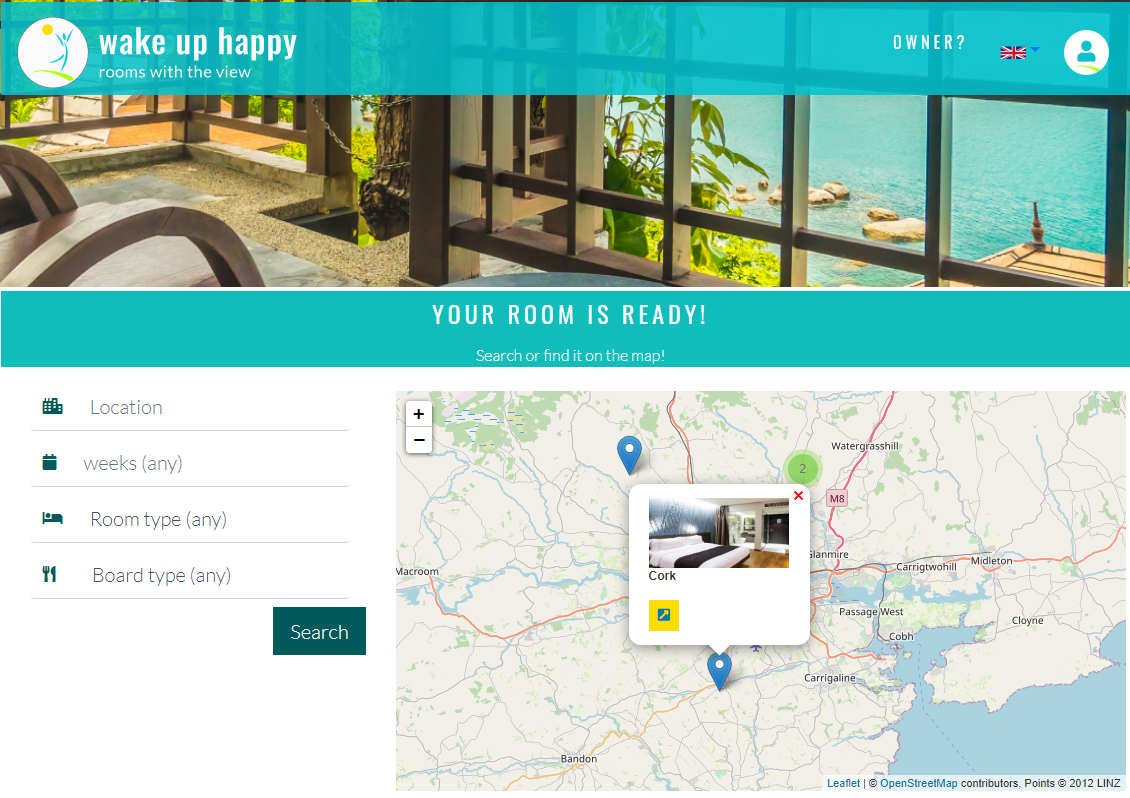 wake up happy
rooms with the view
OWNER?
YOUR ROOM IS READY!
Search or find it on the map!
Location
weeks (any)
Room type (any)
Board type (any)
Search
+
−
Watergrasshill
2
M8
Glanmire
Carrigtwohill
Midleton
Macroom
Cork
Passage West
Cloyne
Cobh
Carrigaline
Bandon
Leaflet | © OpenStreetMap contributors, Points © 2012 LINZ